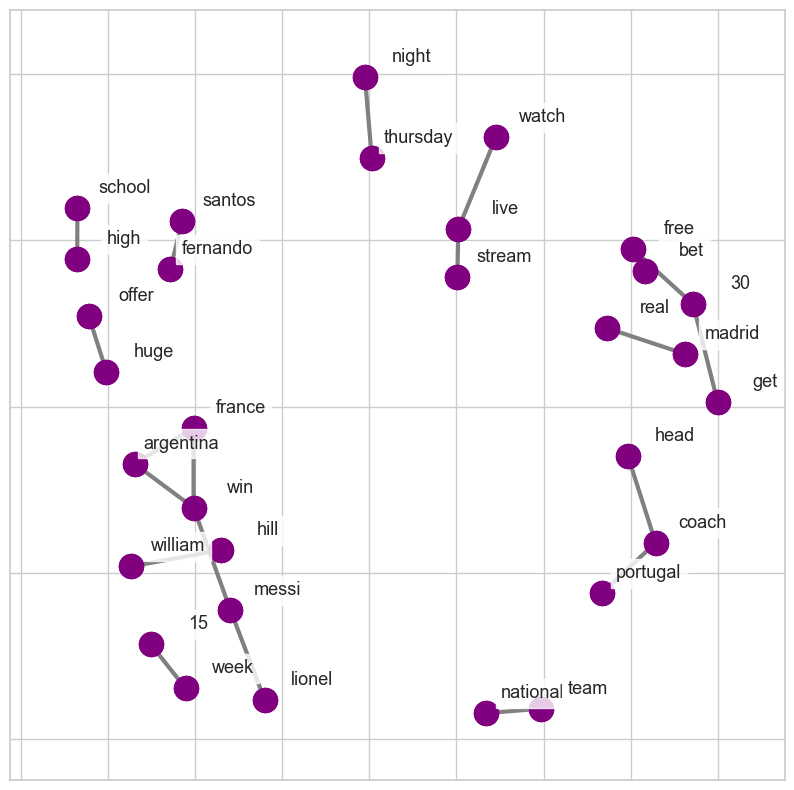 night
watch
thursday
school
santos
live
free
high
fernando
bet
stream
30
offer
real
madrid
huge
get
france
argentina
head
win
hill
coach
william
portugal
messi
15
week
lionel
national
team